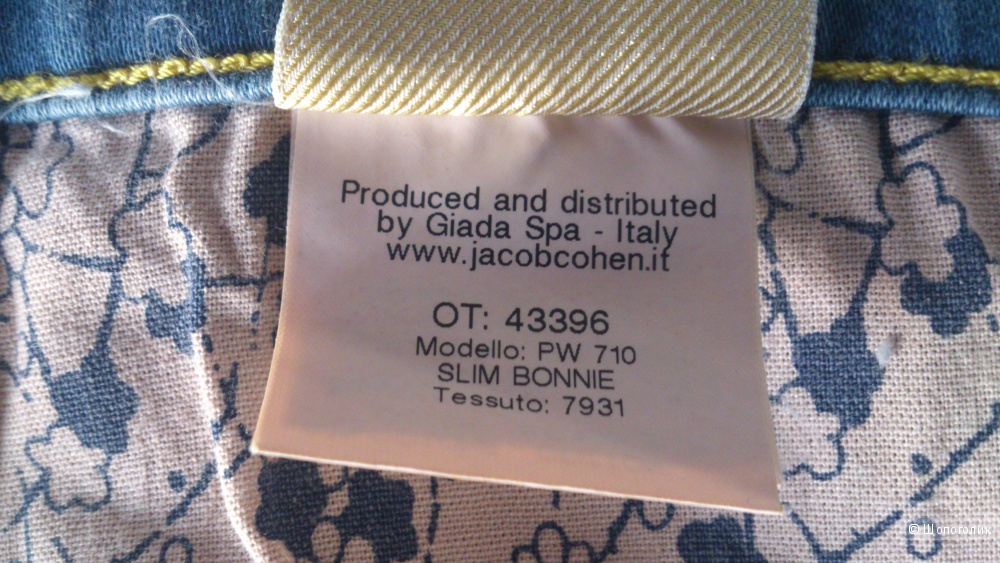 Produced and distributed
by Giada Spa - Italy
www.jacobcohen.it
OT: 43396
Modello: PW 710
SLIM BONNIE
Tessuto: 7931
© Шопоголик